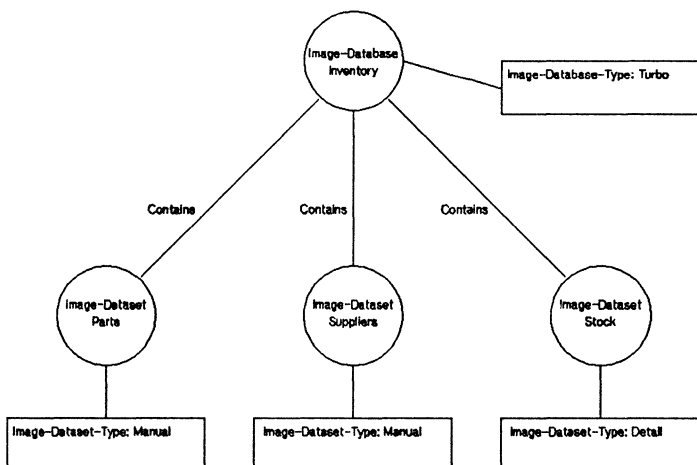 Image-Database
Inventory
Image-Database-Type: Turbo
Contains
Contains
Contains
Image-Dataset
Parts
Image-Dataset
Suppliers
Image-Dataset
Stock
Image-Dataset-Type: Manual
Image-Dataset-Type: Manual
Image-Dataset-Type: Detail